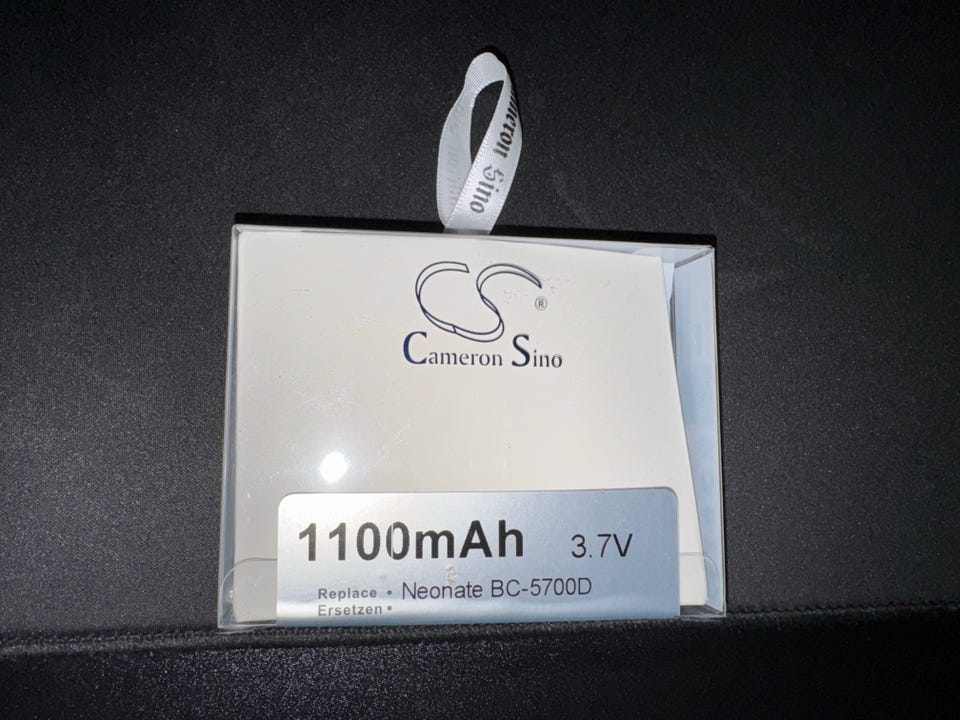 Cameron Sino
CS®
Cameron Sino
1100mAh 3.7V
Replace • Neonate BC-5700D
Ersetzen •